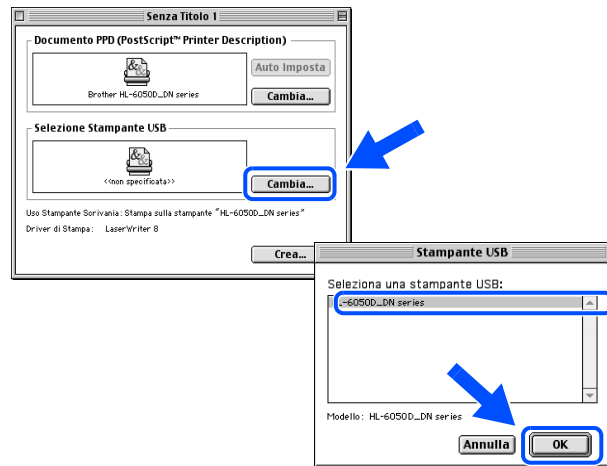 Senza Titolo 1
Documento PPD (PostScript™ Printer Description)
Auto Imposta
Brother HL-6050D_DN series
Cambia...
Selezione Stampante USB
<<non specificata>>
Cambia...
Uso Stampante Sorivania: Stampa sulla stampante "HL-6050D_DN series"
Driver di Stampa: LaserWriter 8
Crea...
Stampante USB
Seleziona una stampante USB:
-6050D_DN series
Modello: HL-6050D_DN series
Annulla
OK